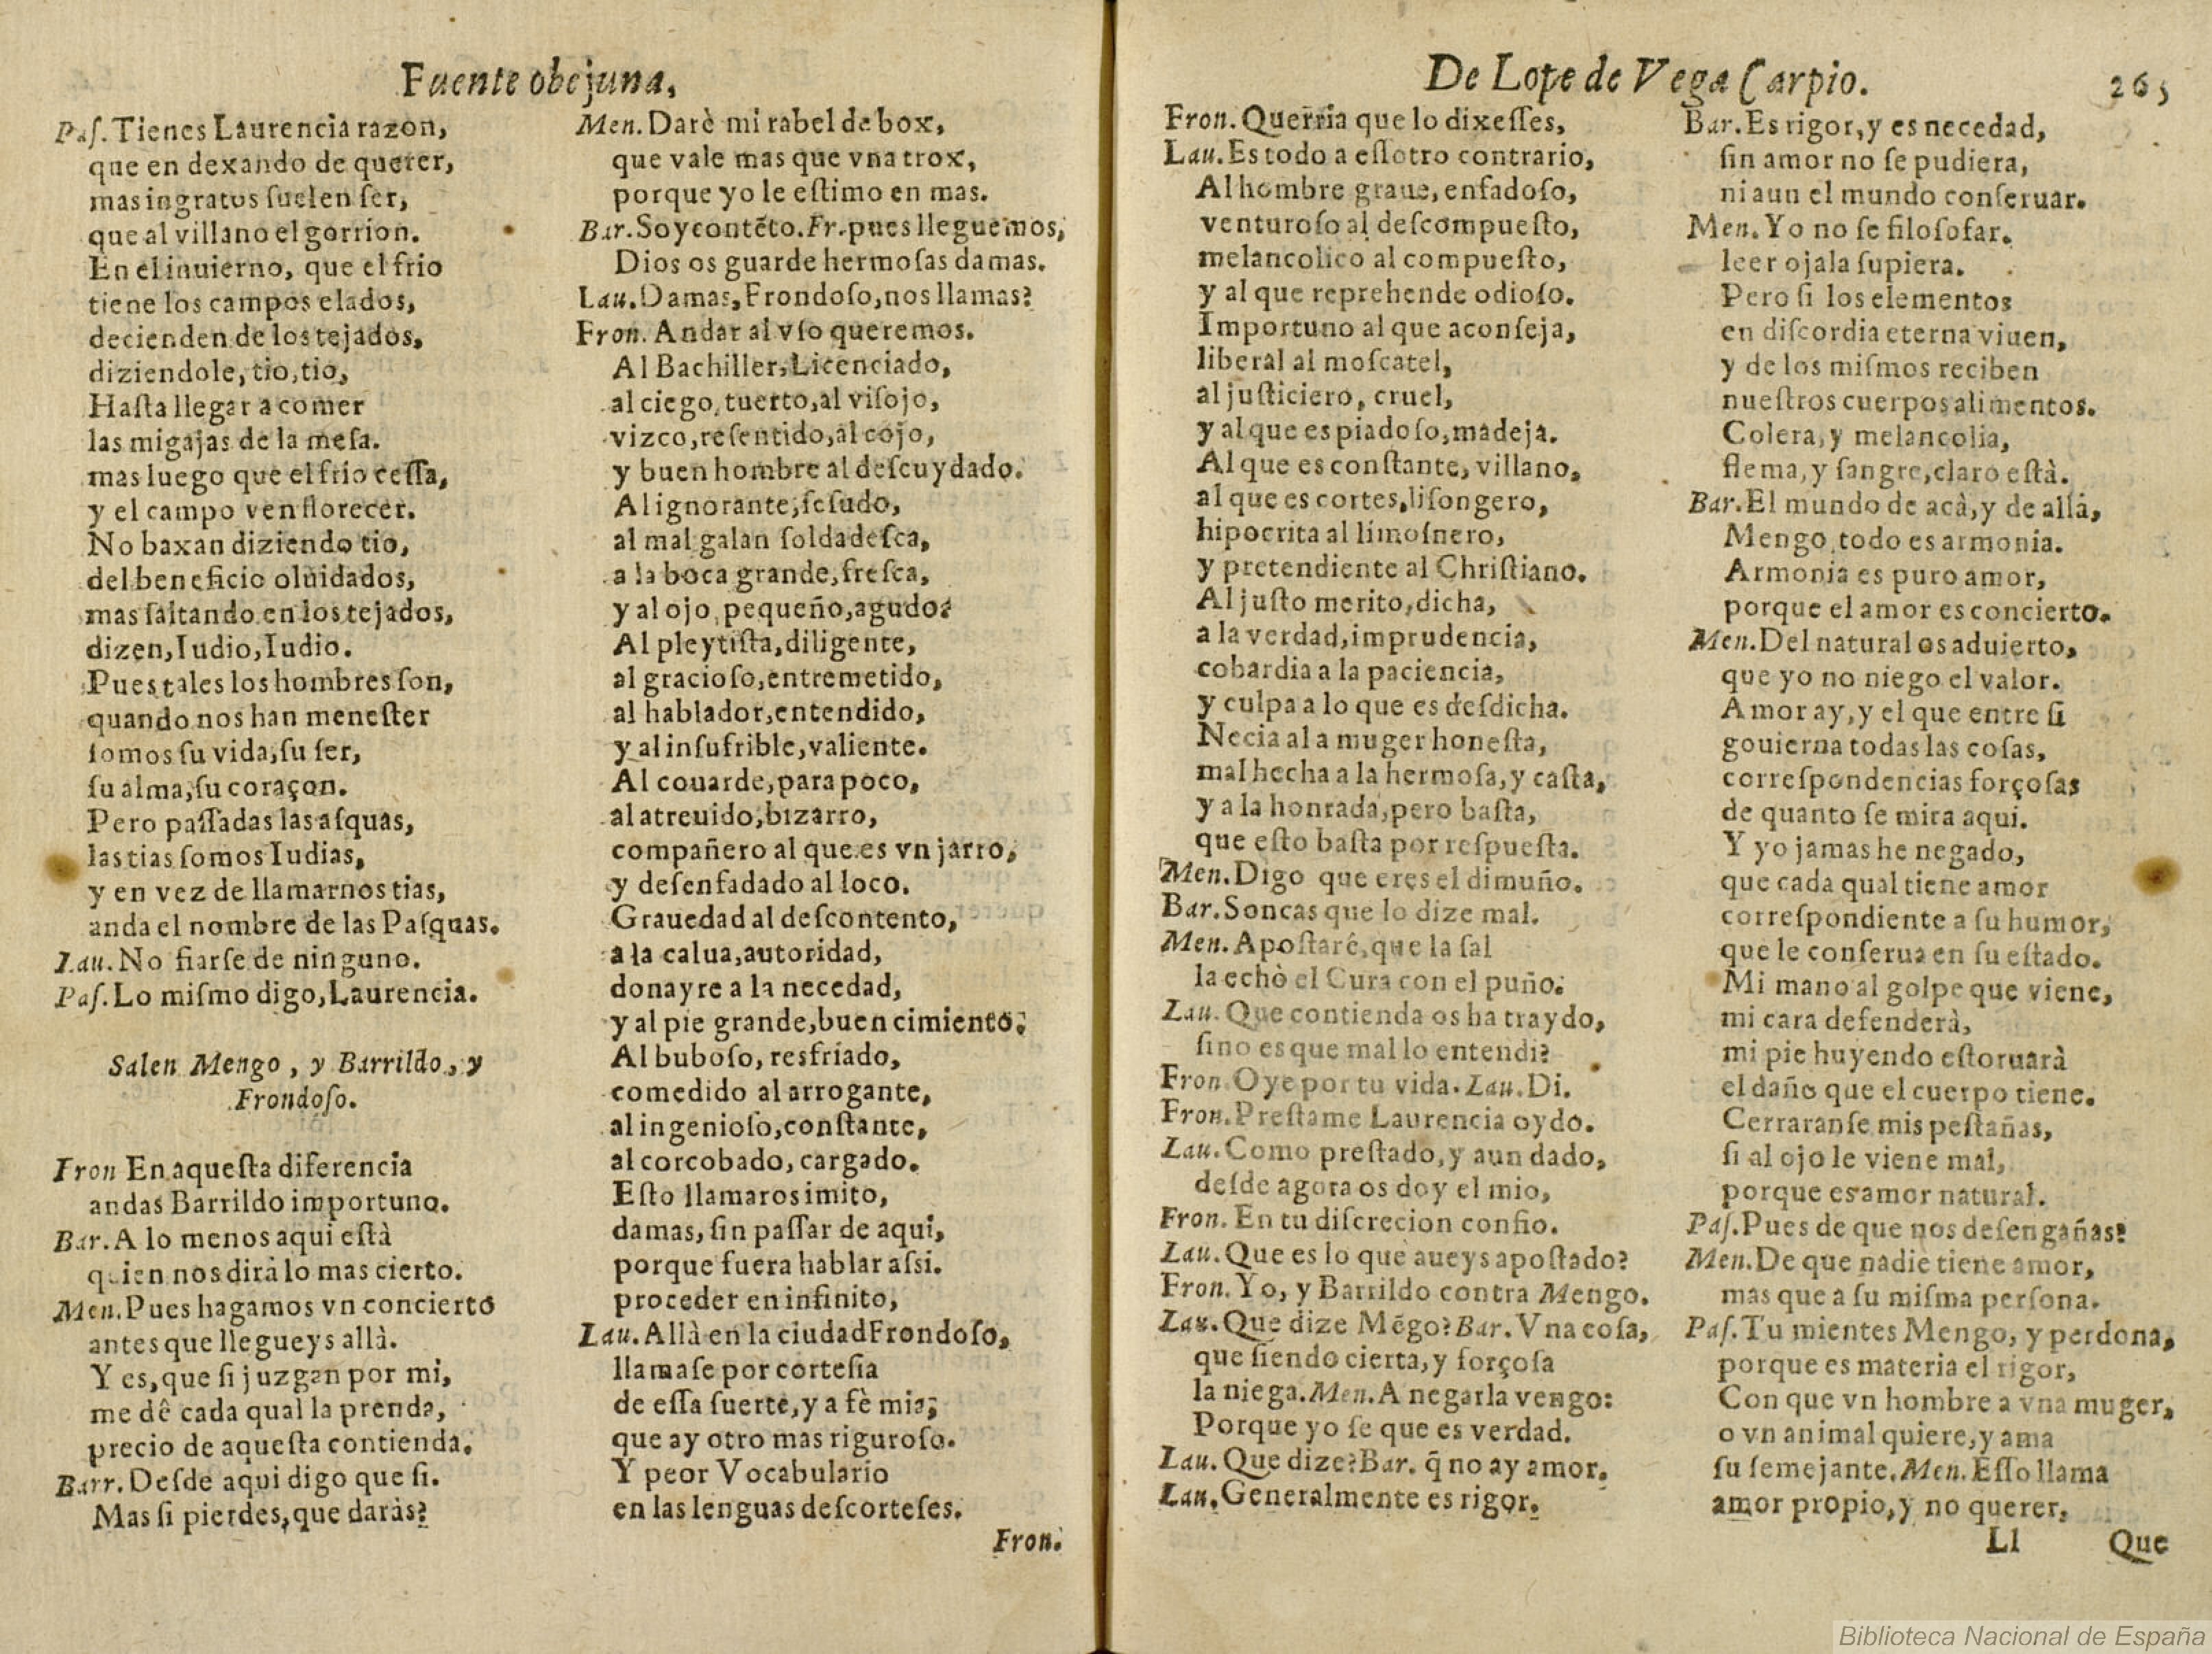 Fuente obejuna,
Pas. Tienes Laurencia razon,
que en dexando de querer,
mas ingratos suelen ser,
que al villano el gorrion.
En el inuierno, que el frio
tiene los campos elados,
decienden de los tejados,
diziendole, tio, tio,
Hasta llegar a comer
las migajas de la mesa.
mas luego que el frio cessa,
y el campo ven florecer.
No baxan diziendo tio,
del beneficio oluidados,
mas saltando en los tejados,
dizen, Iudio, Iudio.
Pues tales los hombres son,
quando nos han menester
somos su vida, su ser,
su alma, su coraçon.
Pero passadas las asquas,
las tias somos Iudias,
y en vez de llamarnos tias,
anda el nombre de las Pasquas.
Lau. No fiarse de ninguno.
Pas. Lo mismo digo, Laurencia.
Salen Mengo, y Barrildo, y
Frondoso.
Fron En aquesta diferencia
andas Barrildo importuno.
Bar. A lo menos aqui està
quien nos dirà lo mas cierto.
Men. Pues hagamos vn concierto
antes que llegueys allà.
Y es, que si juzgan por mi,
me dê cada qual la prenda,
precio de aquesta contienda.
Barr. Desde aqui digo que si.
Mas si pierdes, que daràs?
Men. Darè mi rabel de box,
que vale mas que vna trox,
porque yo le estimo en mas.
Bar. Soy contẽto. Fr. pues lleguemos,
Dios os guarde hermosas damas.
Lau. Damas, Frondoso, nos llamas?
Fron. Andar al vso queremos.
Al Bachiller, Licenciado,
al ciego, tuerto, al visojo,
vizco, resentido, al cojo,
y buen hombre al descuydado.
Al ignorante, sesudo,
al mal galan soldadesca,
a la boca grande, fresca,
y al ojo pequeño, agudo:
Al pleytista, diligente,
al gracioso, entremetido,
al hablador, entendido,
y al insufrible, valiente.
Al couarde, para poco,
al atreuido, bizarro,
compañero al que es vn jarro,
y desenfadado al loco.
Grauedad al descontento,
a la calua, autoridad,
donayre a la necedad,
y al pie grande, buen cimiento.
Al buboso, resfriado,
comedido al arrogante,
al ingenioso, constante,
al corcobado, cargado.
Esto llamaros imito,
damas, sin passar de aqui,
porque fuera hablar assi.
proceder en infinito,
Lau. Allà en la ciudad Frondoso,
llamase por cortesia
de essa suerte, y a fè mia;
que ay otro mas riguroso.
Y peor Vocabulario
en las lenguas descorteses.
Fron.
De Lope de Vega Carpio. 265
Fron. Querria que lo dixesses,
Lau. Es todo a essotro contrario,
Al hombre graue, enfadoso,
venturoso al descompuesto,
melancolico al compuesto,
y al que reprehende odioso.
Importuno al que aconseja,
liberal al moscatel,
al justiciero, cruel,
y al que es piadoso, madeja.
Al que es constante, villano,
al que es cortes, lisongero,
hipocrita al limosnero,
y pretendiente al Christiano.
Al justo merito, dicha,
a la verdad, imprudencia,
cobardia a la paciencia,
y culpa a lo que es desdicha.
Necia al a muger honesta,
mal hecha a la hermosa, y casta,
y a la honrada, pero basta,
que esto basta por respuesta.
Men. Digo que eres el dimuño.
Bar. Soncas que lo dize mal.
Men. Apostaré, que la sal
la echò el Cura con el puño.
Lau. Que contienda os ha traydo,
sino es que mal lo entendi?
Fron. Oye por tu vida. Lau. Di.
Fron. Prestame Laurencia oydo.
Lau. Como prestado, y aun dado,
desde agora os doy el mio,
Fron. En tu discrecion confio.
Lau. Que es lo que aueys apostado?
Fron. Yo, y Barrildo contra Mengo.
Lau. Que dize Mẽgo? Bar. Vna cosa,
que siendo cierta, y forçosa
la niega. Men. A negarla vengo:
Porque yo se que es verdad.
Lau. Que dize? Bar. q̃ no ay amor.
Lau. Generalmente es rigor.
Bar. Es rigor, y es necedad,
sin amor no se pudiera,
ni aun el mundo conseruar.
Men. Yo no se filosofar.
leer ojala supiera.
Pero si los elementos
en discordia eterna viuen,
y de los mismos reciben
nuestros cuerpos alimentos.
Colera, y melancolia,
flema, y sangre, claro està.
Bar. El mundo de acà, y de allà,
Mengo, todo es armonia.
Armonia es puro amor,
porque el amor es concierto.
Men. Del natural os aduierto,
que yo no niego el valor.
Amor ay, y el que entre si
gouierna todas las cosas,
correspondencias forçosas
de quanto se mira aqui.
Y yo jamas he negado,
que cada qual tiene amor
correspondiente a su humor,
que le conserua en su estado.
Mi mano al golpe que viene,
mi cara defenderà,
mi pie huyendo estoruarà
el daño que el cuerpo tiene.
Cerraranse mis pestañas,
si al ojo le viene mal,
porque es amor natural.
Pas. Pues de que nos desengañas?
Men. De que nadie tiene amor,
mas que a su misma persona.
Pas. Tu mientes Mengo, y perdona,
porque es materia el rigor,
Con que vn hombre a vna muger,
o vn animal quiere, y ama
su semejante. Men. Esso llama
amor propio, y no querer.
Ll Que
Biblioteca Nacional de España